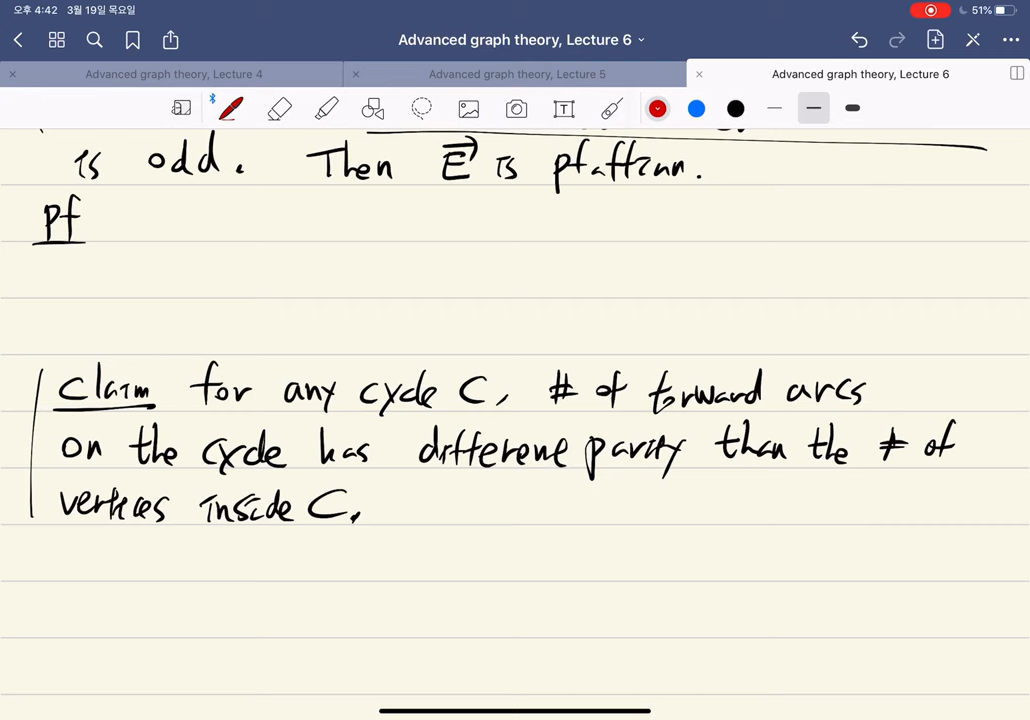 오후 4:42 3월 19일 목요일
51%
Advanced graph theory, Lecture 6
Advanced graph theory, Lecture 4
Advanced graph theory, Lecture 5
Advanced graph theory, Lecture 6
is odd. Then E⃗ is pfaffian.
Pf
Claim for any cycle C, # of forward arcs
on the cycle has different parity than the # of
vertices inside C.